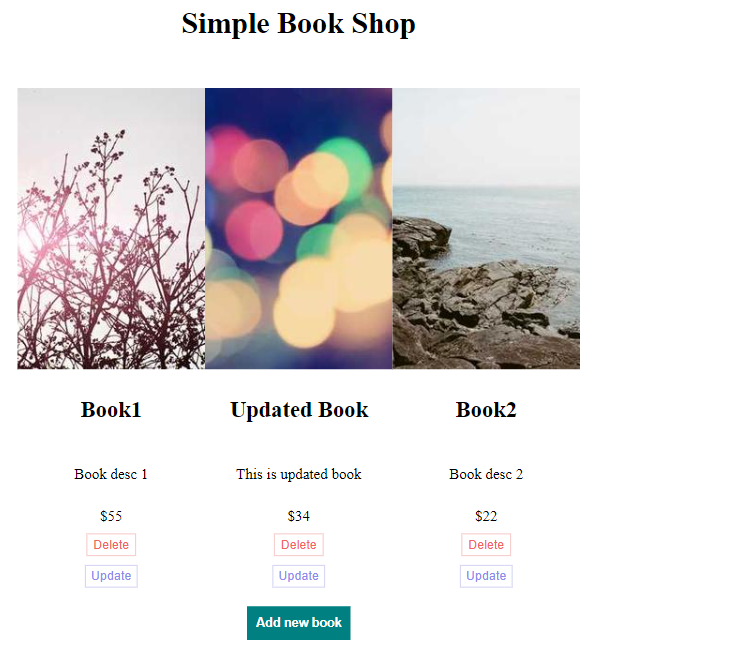 Simple Book Shop
Book1
Updated Book
Book2
Book desc 1
This is updated book
Book desc 2
$55
$34
$22
Delete
Delete
Delete
Update
Update
Update
Add new book